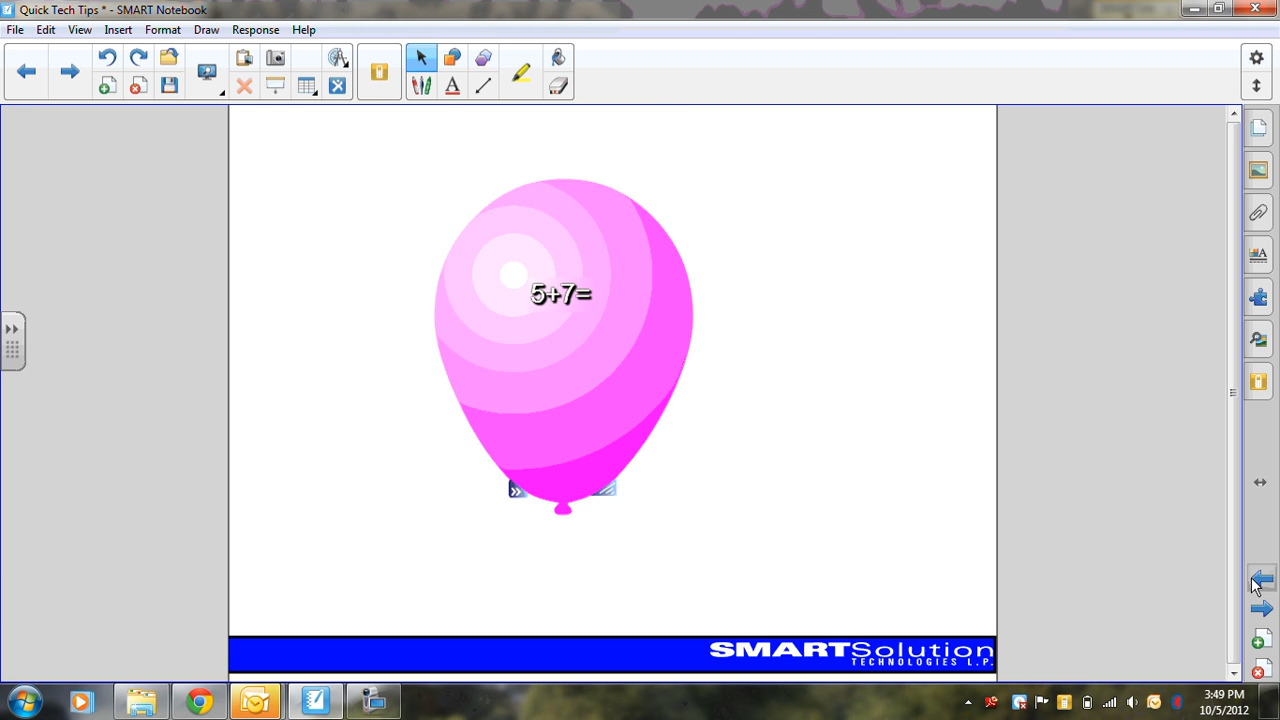 Quick Tech Tips * - SMART Notebook
File Edit View Insert Format Draw Response Help
5+7=
SMARTSolution
TECHNOLOGIES L.P.
3:49 PM
10/5/2012